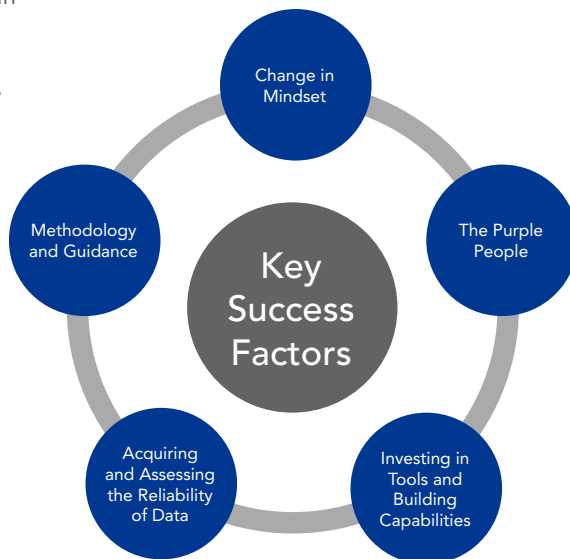 Change in
Mindset
The Purple
People
Investing in
Tools and
Building
Capabilities
Acquiring
and Assessing
the Reliability
of Data
Methodology
and Guidance
Key
Success
Factors